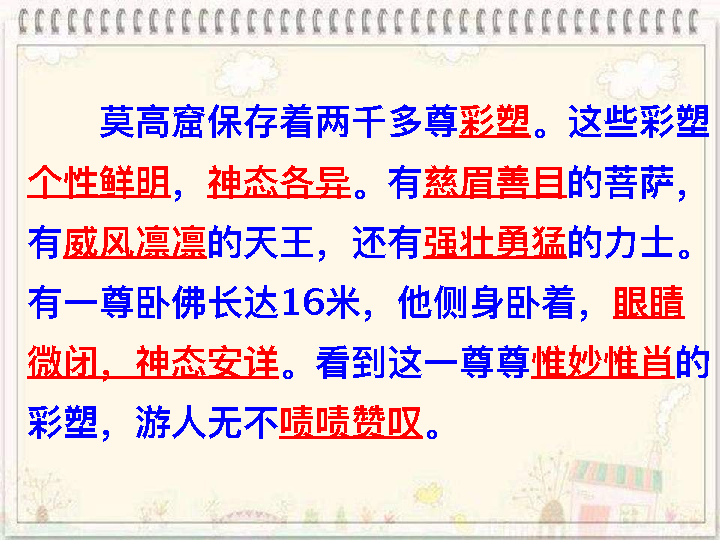 莫高窟保存着两千多尊彩塑。这些彩塑
个性鲜明，神态各异。有慈眉善目的菩萨，
有威风凛凛的天王，还有强壮勇猛的力士。
有一尊卧佛长达16米，他侧身卧着，眼睛
微闭，神态安详。看到这一尊尊惟妙惟肖的
彩塑，游人无不啧啧赞叹。